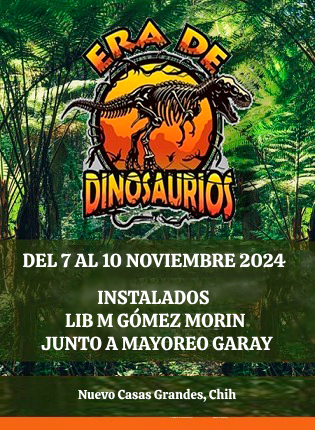 ERA DE
DINOSAURIOS
DEL 7 AL 10 NOVIEMBRE 2024
INSTALADOS
LIB M GÓMEZ MORIN
JUNTO A MAYOREO GARAY
Nuevo Casas Grandes, Chih